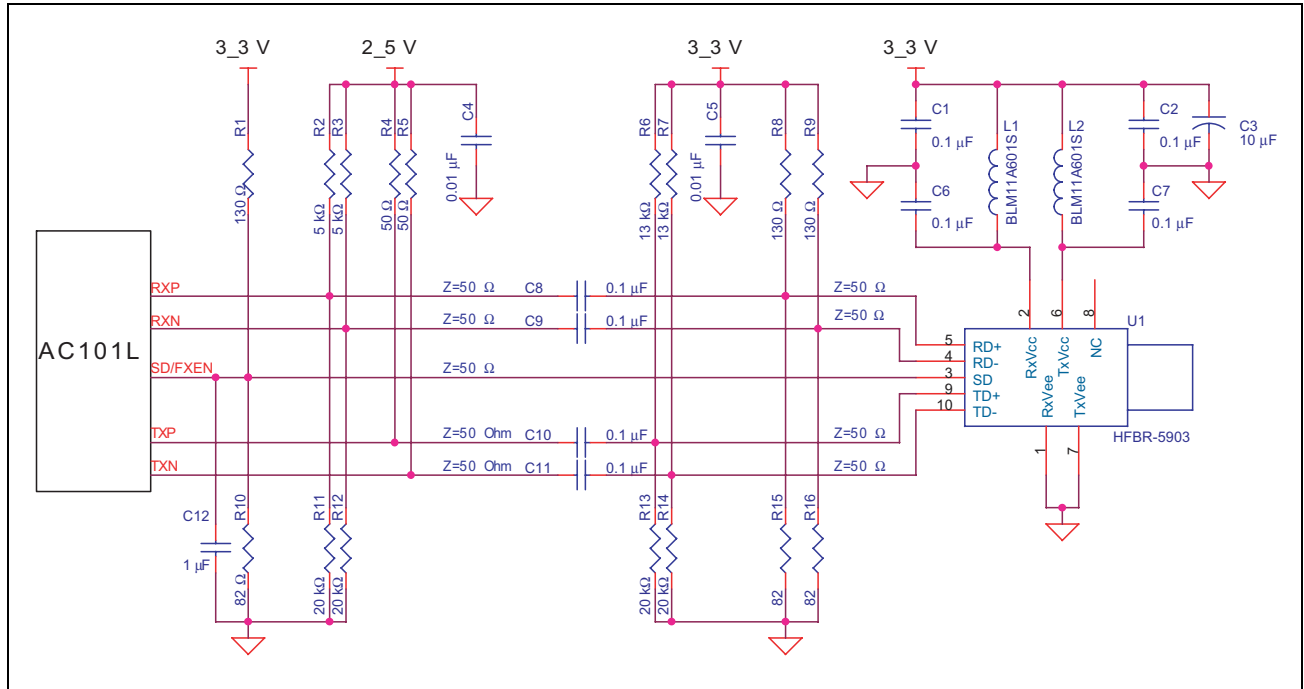 3_3 V
2_5 V
3_3 V
3_3 V
R1
130 Ω
R2
5 kΩ
R3
5 kΩ
R4
50 Ω
R5
50 Ω
C4
0.01 µF
R6
13 kΩ
R7
13 kΩ
C5
0.01 µF
R8
130 Ω
R9
130 Ω
C1
0.1 µF
L1
BLM11A601S
L2
BLM11A601S
C2
0.1 µF
C3
10 µF
C6
0.1 µF
C7
0.1 µF
AC101L
RXP
Z=50 Ω
C8
0.1 µF
Z=50 Ω
RXN
Z=50 Ω
C9
0.1 µF
Z=50 Ω
SD/FXEN
Z=50 Ω
TXP
Z=50 Ohm
C10
0.1 µF
Z=50 Ω
TXN
Z=50 Ohm
C11
0.1 µF
Z=50 Ω
2
6
8
U1
5
RD+
4
RD-
3
SD
9
TD+
10
TD-
RxVcc
TxVcc
NC
RxVee
TxVee
HFBR-5903
1
7
C12
1 µF
R10
82 Ω
R11
20 kΩ
R12
20 kΩ
R13
20 kΩ
R14
20 kΩ
R15
82
R16
82